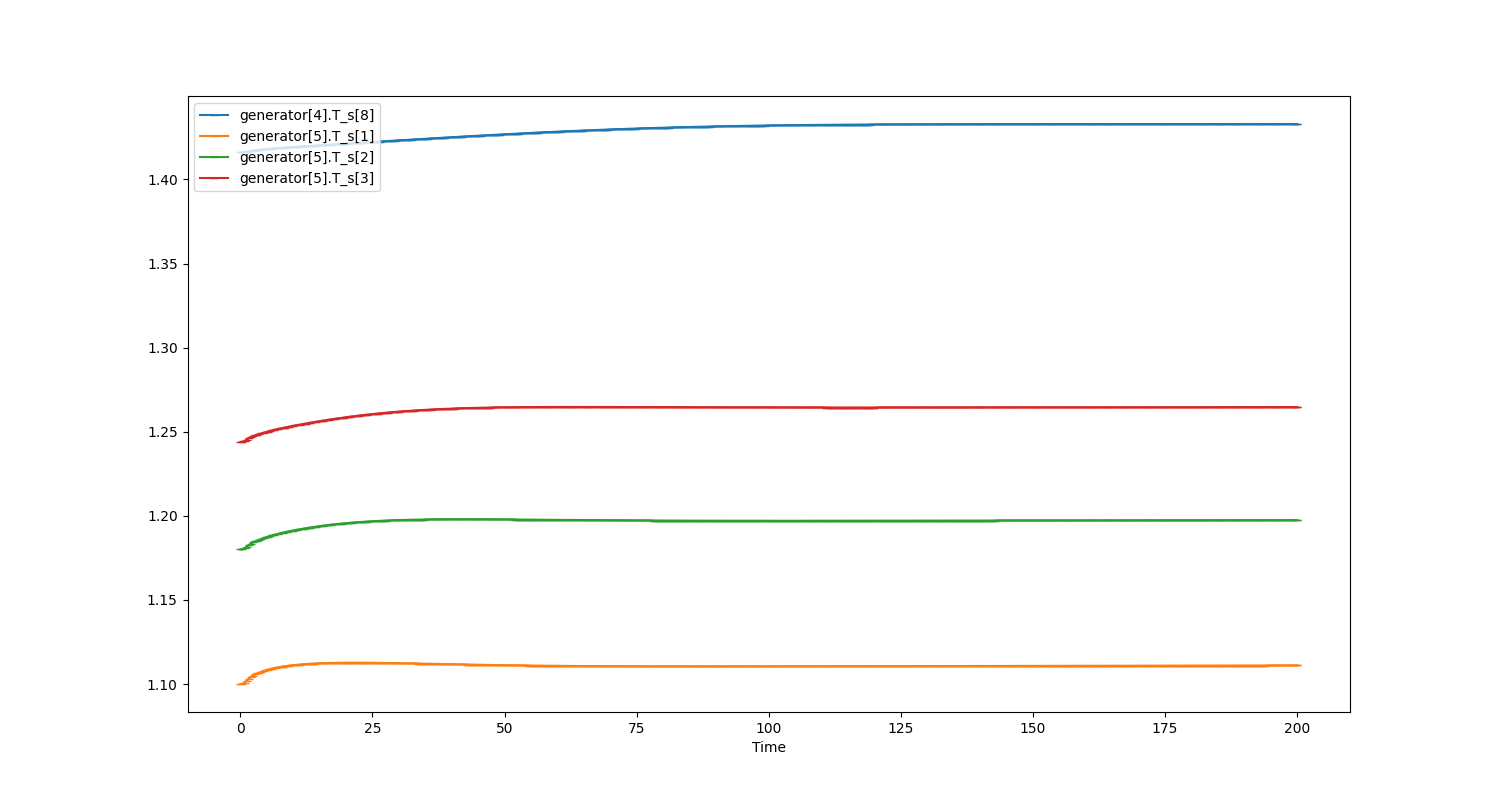 generator[4].T_s[8]
generator[5].T_s[1]
generator[5].T_s[2]
generator[5].T_s[3]
1.40
1.35
1.30
1.25
1.20
1.15
1.10
0 25 50 75 100 125 150 175 200
Time